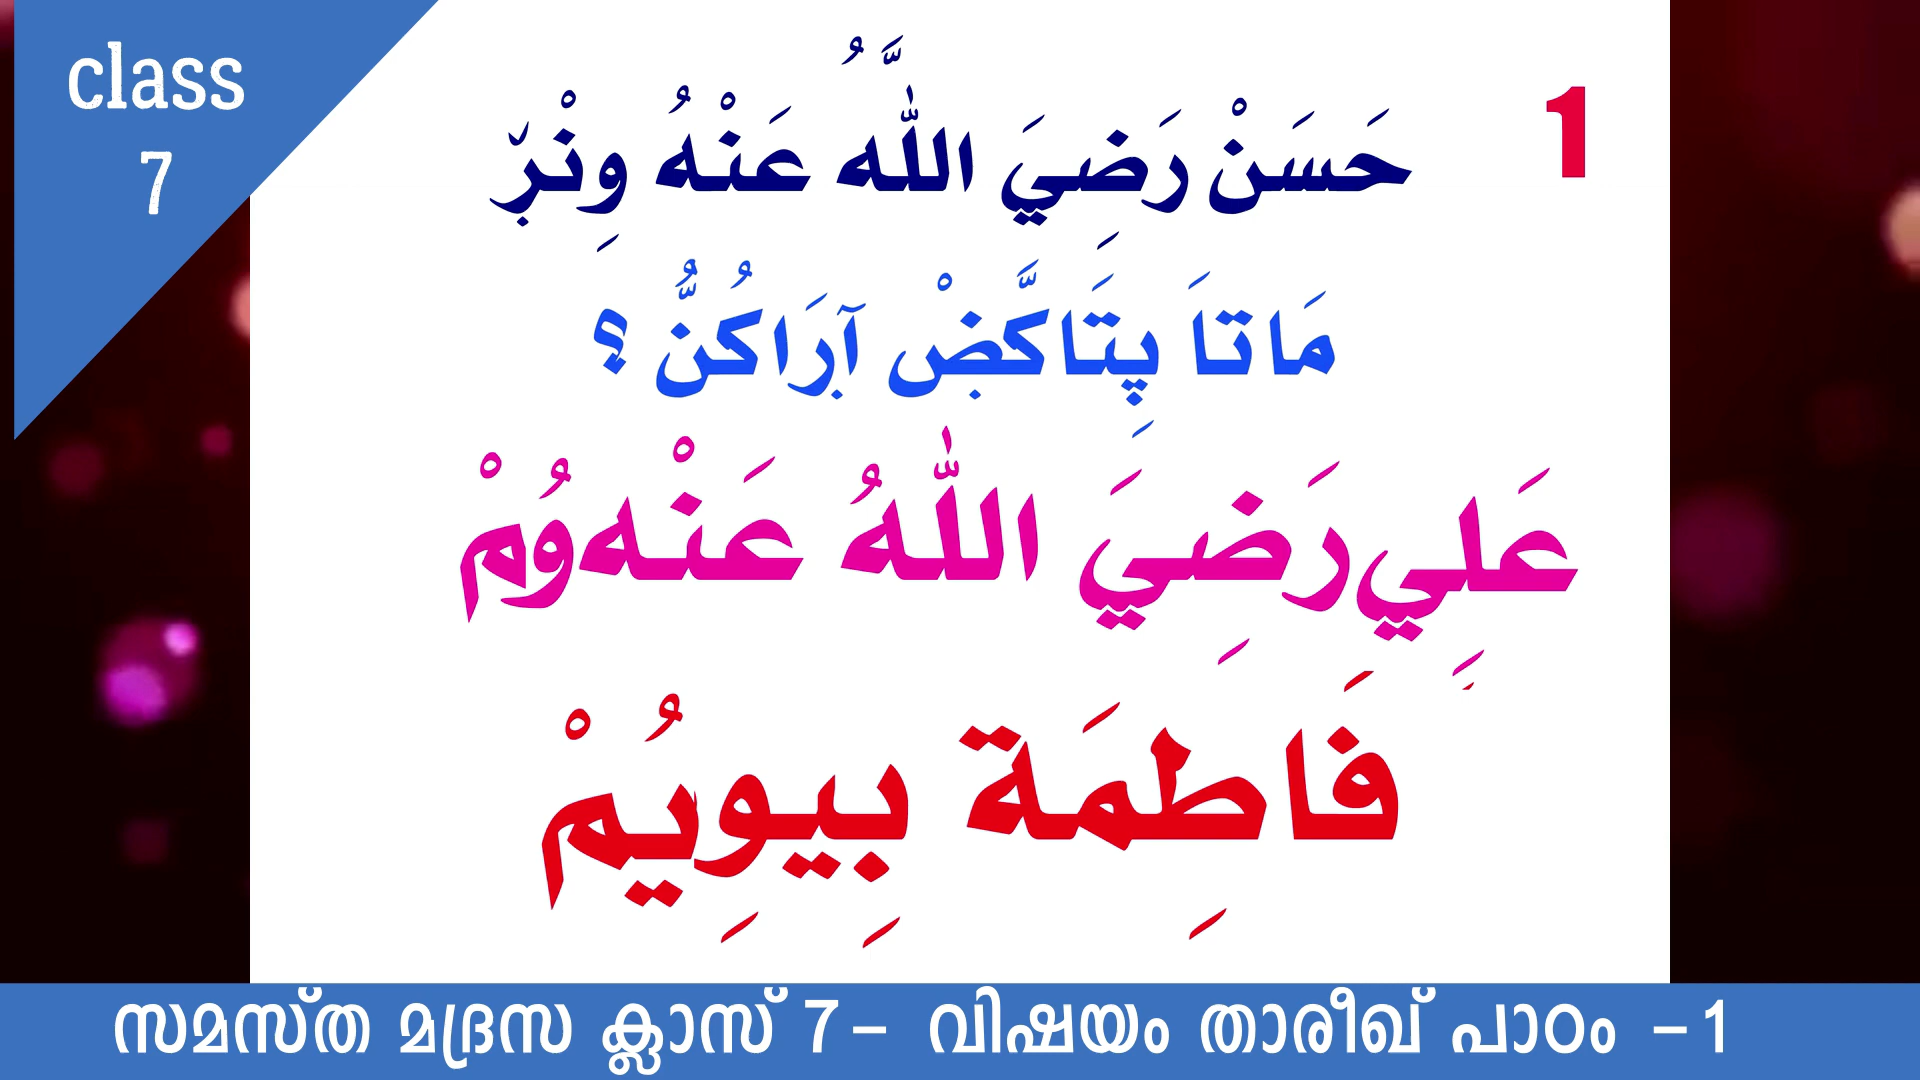 class
7
1
حَسَنْ رَضِيَ اللّٰهُ عَنْهُ وِنْرٜ
مَاتَا پِتَاكَّضْ آرَاكُنُّ ؟
عَلِي رَضِيَ اللّٰهُ عَنْهُوُمْ
فَاطِمَة بِيوِيُمْ
സമസ്ത മദ്രസ ക്ലാസ് 7- വിഷയം താരീഖ് പാഠം -1